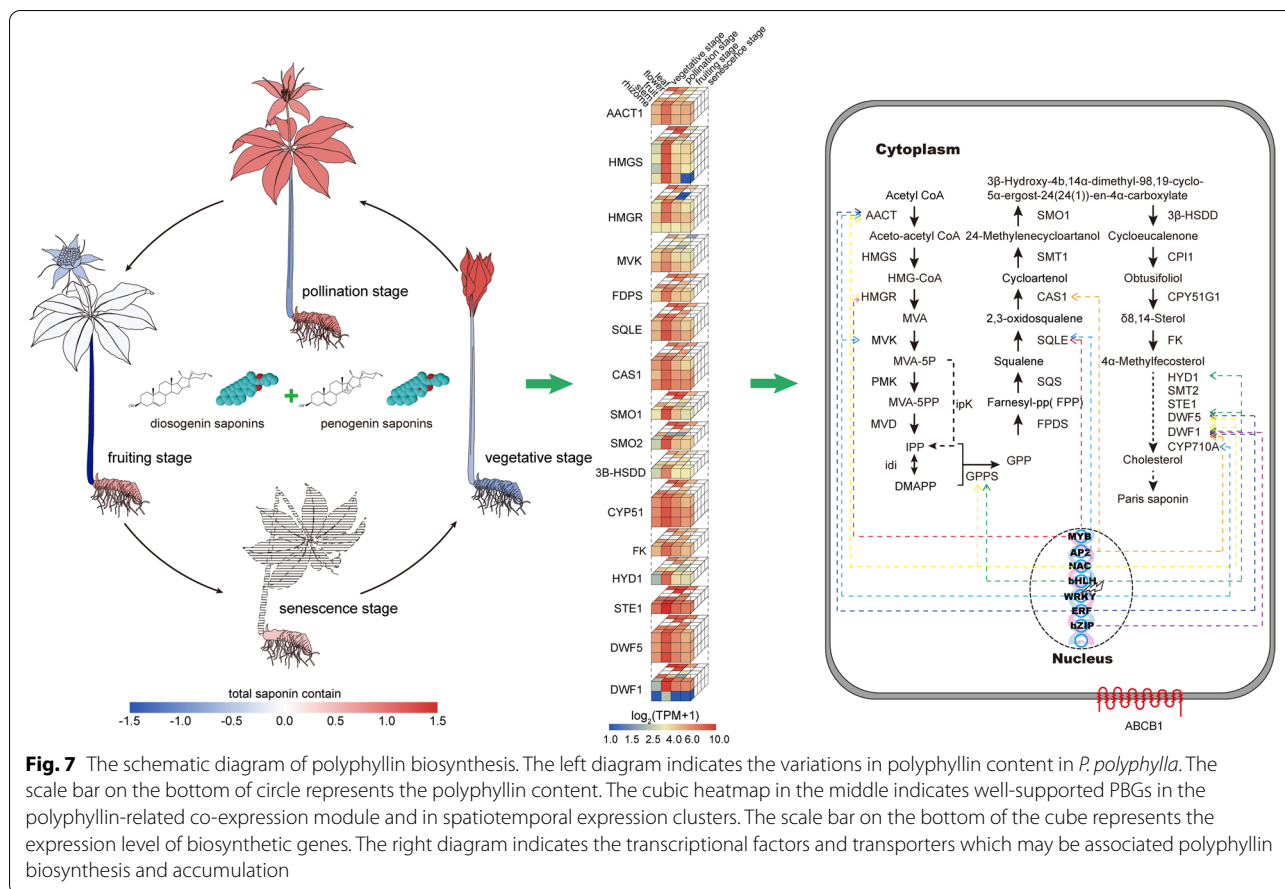 pollination stage
diosogenin saponins
+
penogenin saponins
fruiting stage
vegetative stage
senescence stage
total saponin contain
-1.5 -1.0 -0.5 0.0 0.5 1.0 1.5
leaf
flower
fruit
stem
rhizome
vegetative stage
pollination stage
fruiting stage
senescence stage
AACT1
HMGS
HMGR
MVK
FDPS
SQLE
CAS1
SMO1
SMO2
3B-HSDD
CYP51
FK
HYD1
STE1
DWF5
DWF1
log2(TPM+1)
1.0 1.5 2.5 4.0 6.0 10.0
Cytoplasm
Acetyl CoA
AACT
Aceto-acetyl CoA
HMGS
HMG-CoA
HMGR
MVA
MVK
MVA-5P
PMK
MVA-5PP
MVD
ipK
IPP
idi
DMAPP
GPPS
GPP
3β-Hydroxy-4b,14α-dimethyl-98,19-cyclo-
5α-ergost-24(24(1))-en-4α-carboxylate
SMO1
24-Methylenecycloartanol
SMT1
Cycloartenol
CAS1
2,3-oxidosqualene
SQLE
Squalene
SQS
Farnesyl-pp( FPP)
FPDS
3β-HSDD
Cycloeucalenone
CPI1
Obtusifoliol
CPY51G1
δ8,14-Sterol
FK
4α-Methylfecosterol
HYD1
SMT2
STE1
DWF5
DWF1
CYP710A
Cholesterol
Paris saponin
MYB
AP2
NAC
bHLH
WRKY
ERF
bZIP
Nucleus
ABCB1
Fig. 7 The schematic diagram of polyphyllin biosynthesis. The left diagram indicates the variations in polyphyllin content in P. polyphylla. The
scale bar on the bottom of circle represents the polyphyllin content. The cubic heatmap in the middle indicates well-supported PBGs in the
polyphyllin-related co-expression module and in spatiotemporal expression clusters. The scale bar on the bottom of the cube represents the
expression level of biosynthetic genes. The right diagram indicates the transcriptional factors and transporters which may be associated polyphyllin
biosynthesis and accumulation